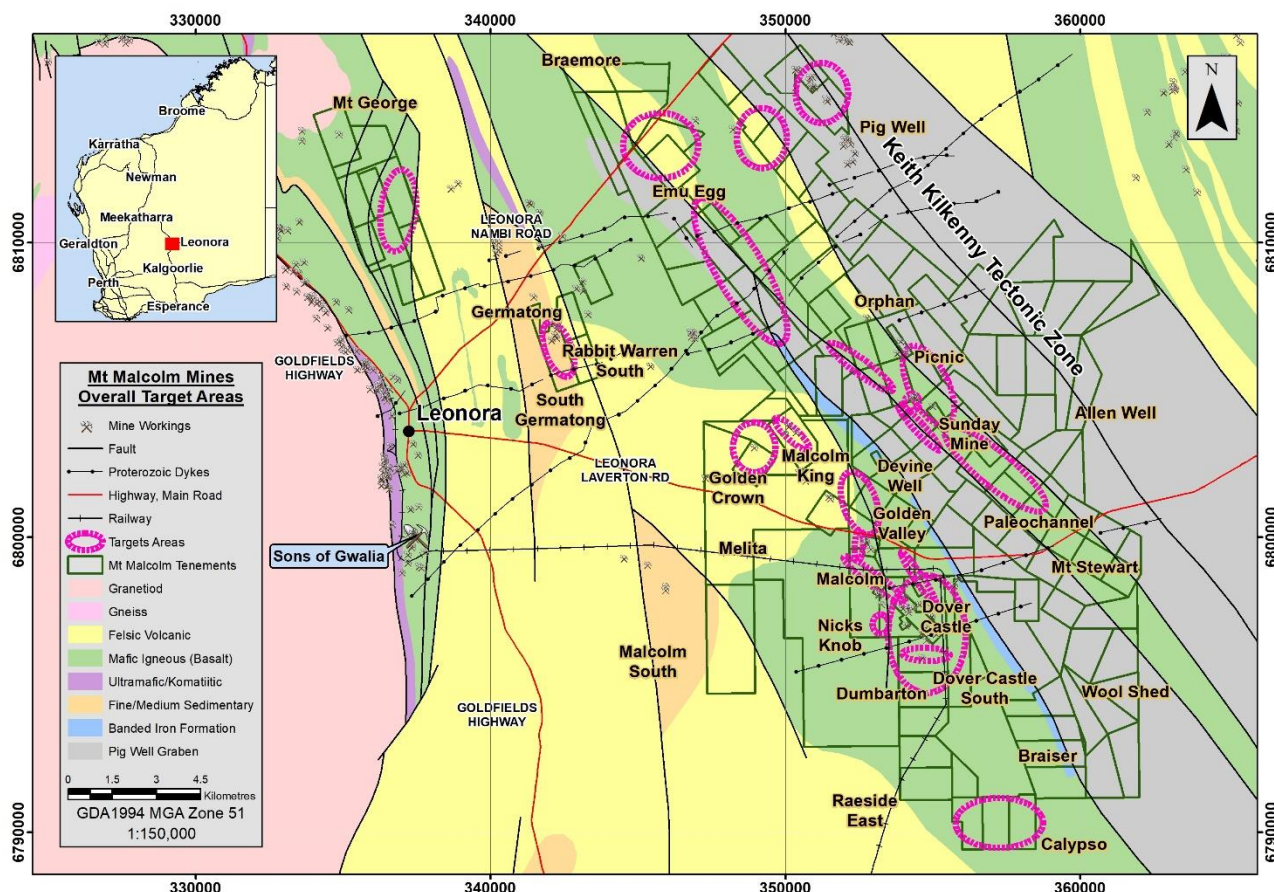 330000
340000
350000
360000
Broome
Karratha
Newman
Meekatharra
Geraldton
Leonora
Kalgoorlie
Perth
Esperance
Mt Malcolm Mines
Overall Target Areas
Mine Workings
Fault
Proterozoic Dykes
Highway, Main Road
Railway
Targets Areas
Mt Malcolm Tenements
Granetiod
Gneiss
Felsic Volcanic
Mafic Igneous (Basalt)
Ultramafic/Komatiitic
Fine/Medium Sedimentary
Banded Iron Formation
Pig Well Graben
0 1.5 3 4.5
Kilometres
GDA1994 MGA Zone 51
1:150,000
N
Braemore
Mt George
Pig Well
Keith Kilkenny Tectonic Zone
Emu Egg
LEONORA
NAMBI ROAD
6810000
6810000
Orphan
Germatong
Picnic
Rabbit Warren
South
GOLDFIELDS
HIGHWAY
Leonora
South
Germatong
Allen Well
Sunday
Mine
Malcolm
King
LEONORA
LAVERTON RD
Golden
Crown
Devine
Well
Golden
Valley
Paleochannel
6800000
6800000
Sons of Gwalia
Melita
Mt Stewart
Malcolm
Dover
Castle
Nicks
Knob
Malcolm
South
Dumbarton
Dover Castle
South
Wool Shed
GOLDFIELDS
HIGHWAY
Braiser
Raeside
East
Calypso
6790000
6790000
330000
340000
350000
360000